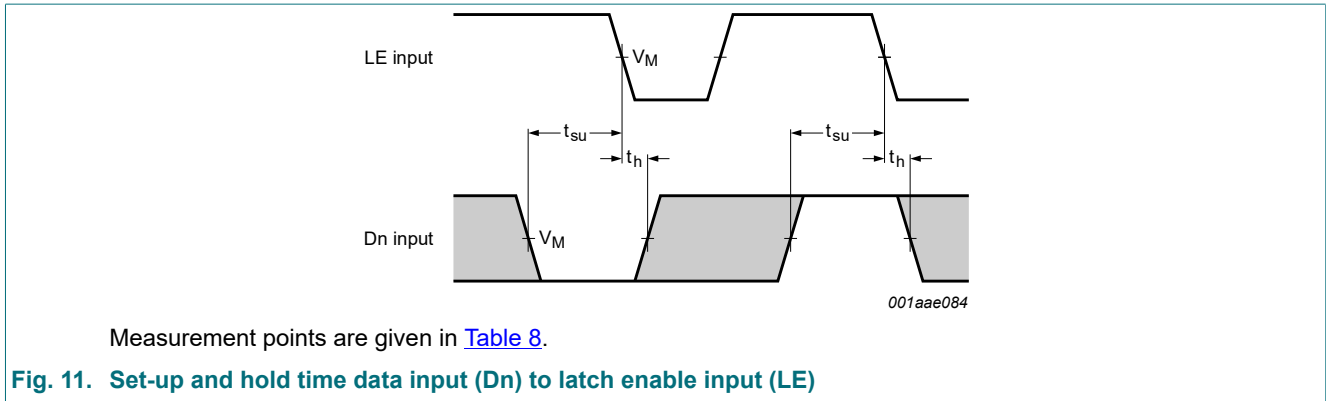 LE input
VM
tsu
tsu
th
th
Dn input
VM
001aae084
Measurement points are given in Table 8.
Fig. 11. Set-up and hold time data input (Dn) to latch enable input (LE)